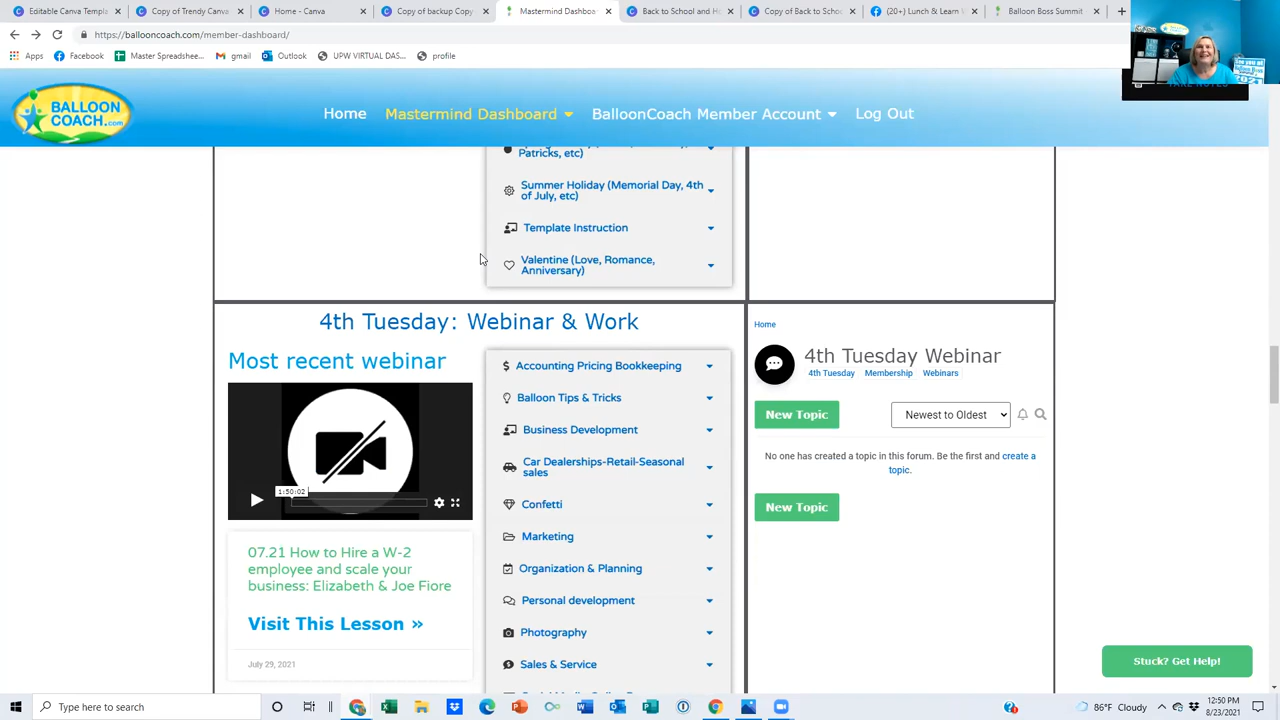 Editable Canva Templa
Copy of Trendy Canva
Home - Canva
Copy of backup Copy
Mastermind Dashboa
Back to School and H
Copy of Back to Scho
(20+) Lunch & Learn
Balloon Boss Summit
https://ballooncoach.com/member-dashboard/
Apps
Facebook
Master Spreadshee...
gmail
Outlook
UPW VIRTUAL DAS...
profile
TAKE NOTES
BALLOON
COACH.com
Home
Mastermind Dashboard
BalloonCoach Member Account
Log Out
Patricks, etc)
Summer Holiday (Memorial Day, 4th
of July, etc)
Template Instruction
Valentine (Love, Romance,
Anniversary)
4th Tuesday: Webinar & Work
Most recent webinar
1:50:02
07.21 How to Hire a W-2
employee and scale your
business: Elizabeth & Joe Fiore
Visit This Lesson »
July 29, 2021
Accounting Pricing Bookkeeping
Balloon Tips & Tricks
Business Development
Car Dealerships-Retail-Seasonal
sales
Confetti
Marketing
Organization & Planning
Personal development
Photography
Sales & Service
Home
4th Tuesday Webinar
4th Tuesday
Membership
Webinars
New Topic
Newest to Oldest
No one has created a topic in this forum. Be the first and create a
topic.
New Topic
Stuck? Get Help!
Type here to search
86°F Cloudy
12:50 PM
8/23/2021